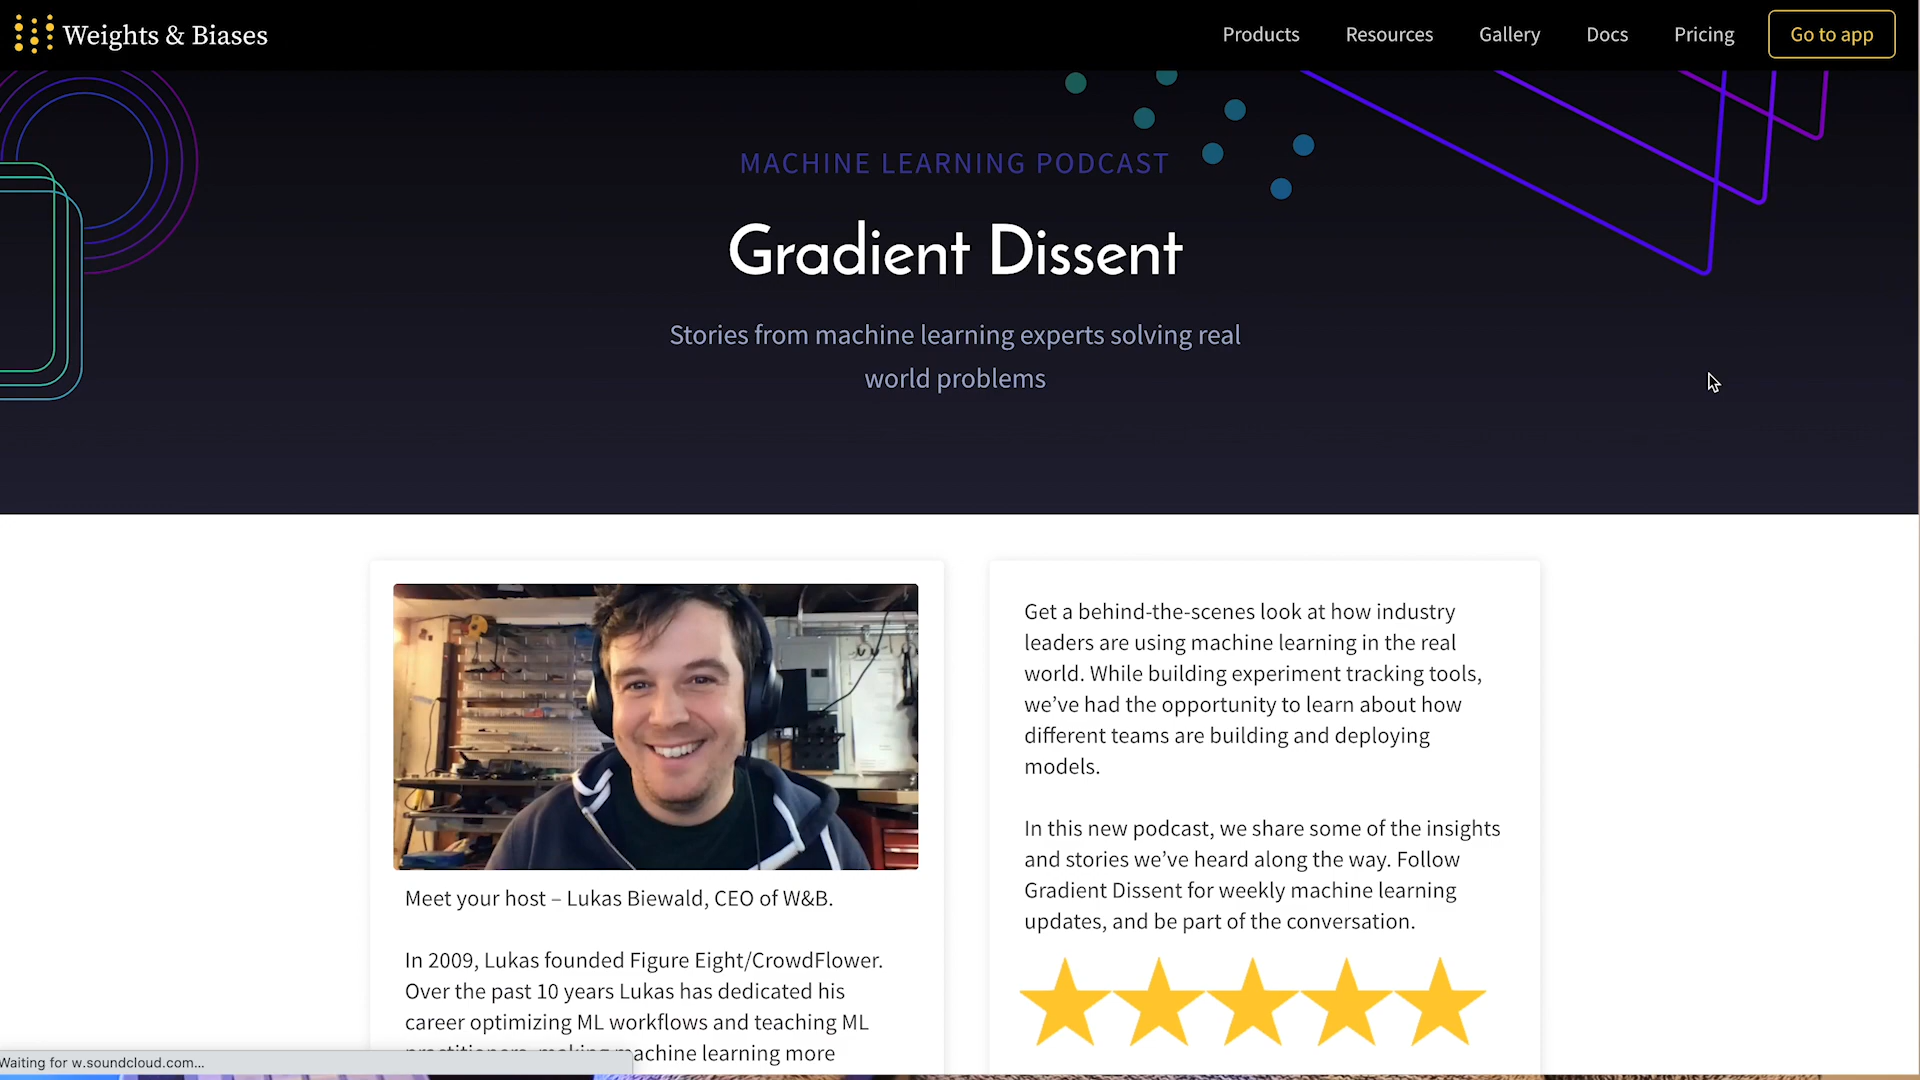 Weights & Biases
Products
Resources
Gallery
Docs
Pricing
Go to app
MACHINE LEARNING PODCAST
Gradient Dissent
Stories from machine learning experts solving real
world problems
Meet your host – Lukas Biewald, CEO of W&B.
In 2009, Lukas founded Figure Eight/CrowdFlower.
Over the past 10 years Lukas has dedicated his
career optimizing ML workflows and teaching ML
practitioners, making machine learning more
Get a behind-the-scenes look at how industry
leaders are using machine learning in the real
world. While building experiment tracking tools,
we've had the opportunity to learn about how
different teams are building and deploying
models.
In this new podcast, we share some of the insights
and stories we've heard along the way. Follow
Gradient Dissent for weekly machine learning
updates, and be part of the conversation.
Waiting for w.soundcloud.com...